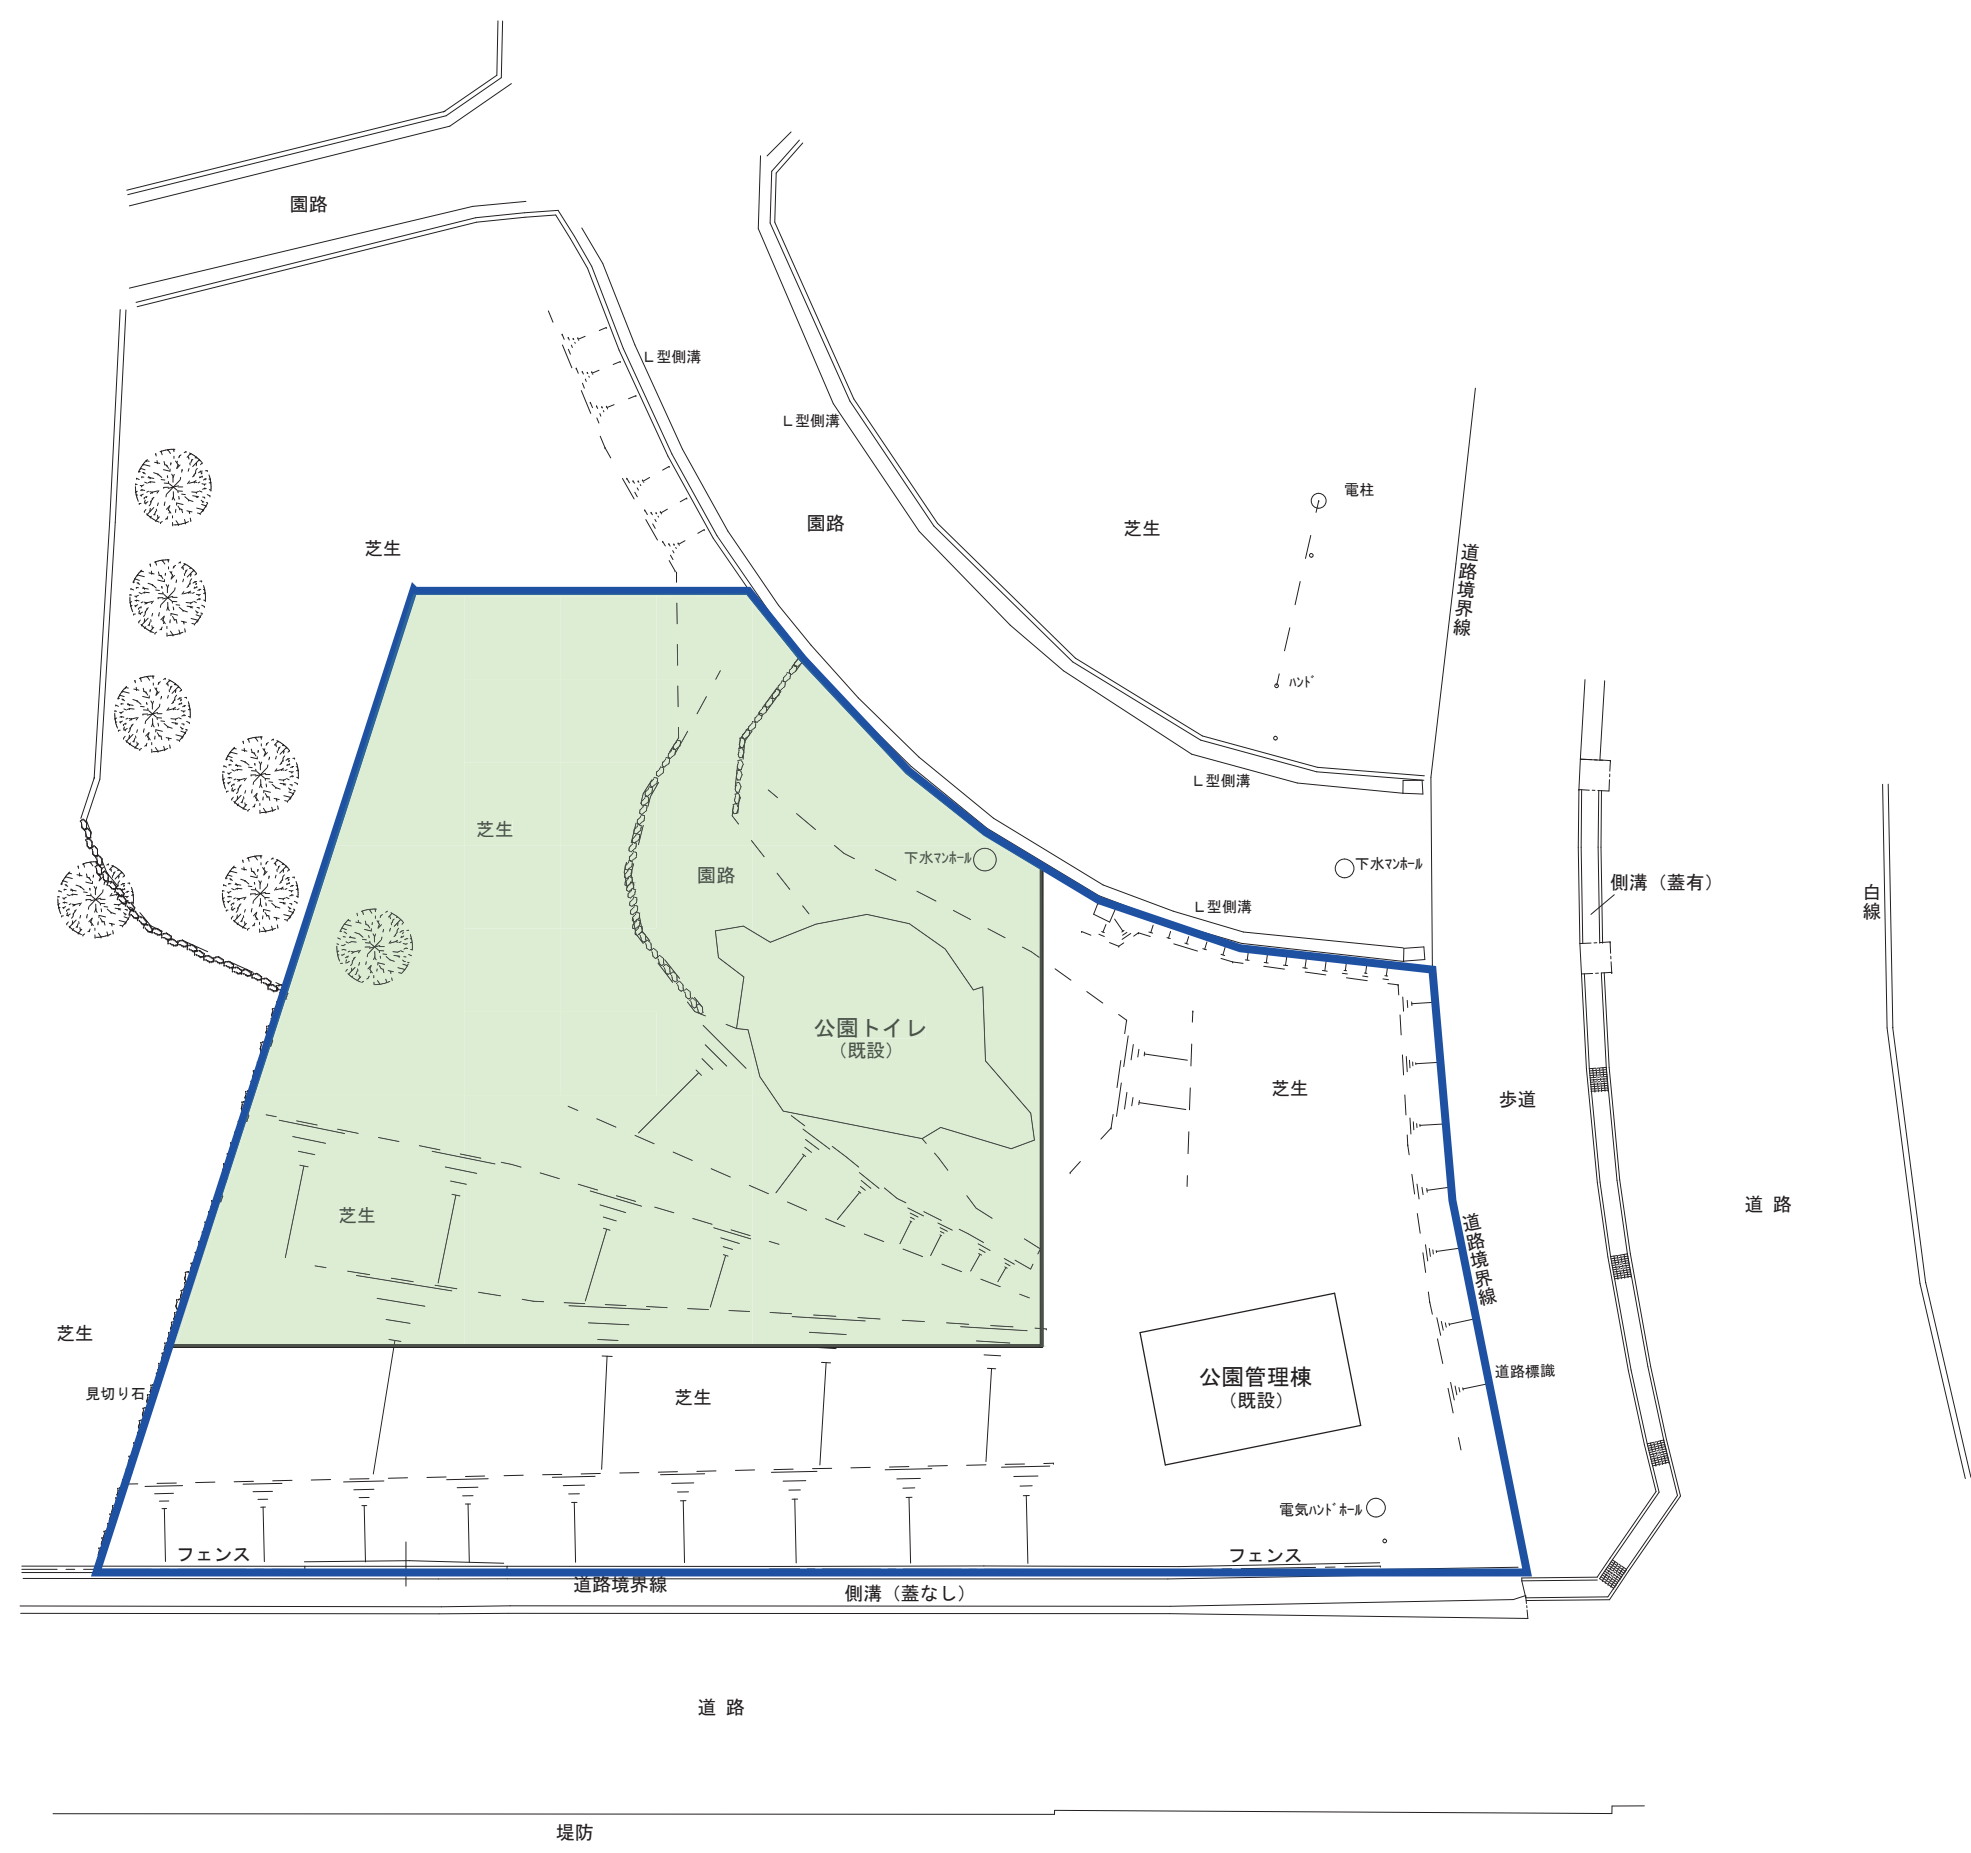 園路
L型側溝
L型側溝
電柱
園路
芝生
芝生
道路境界線
ハンド
L型側溝
芝生
下水マンホール
下水マンホール
園路
側溝（蓋有）
白線
L型側溝
公園トイレ
（既設）
芝生
歩道
道 路
芝生
道路境界線
芝生
道路標識
公園管理棟
（既設）
見切り石
芝生
電気ハンドホール
フェンス
フェンス
道路境界線
側溝（蓋なし）
道 路
堤防